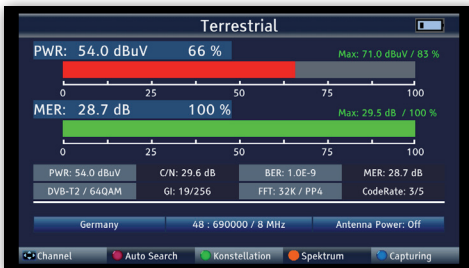 Terrestrial
PWR: 54.0 dBuV 66 % Max: 71.0 dBuV / 83 %
0 25 50 75 100
MER: 28.7 dB 100 % Max: 29.5 dB / 100 %
0 25 50 75 100
PWR: 54.0 dBuV C/N: 29.6 dB BER: 1.0E-9 MER: 28.7 dB
DVB-T2 / 64QAM GI: 19/256 FFT: 32K / PP4 CodeRate: 3/5
Germany 48 : 690000 / 8 MHz Antenna Power: Off
Channel Auto Search Konstellation Spektrum Capturing